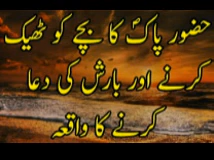 حضور پاکؐ کا بچے کو ٹھیک
کرنے اور بارش کی دعا
کرنے کا واقعہ